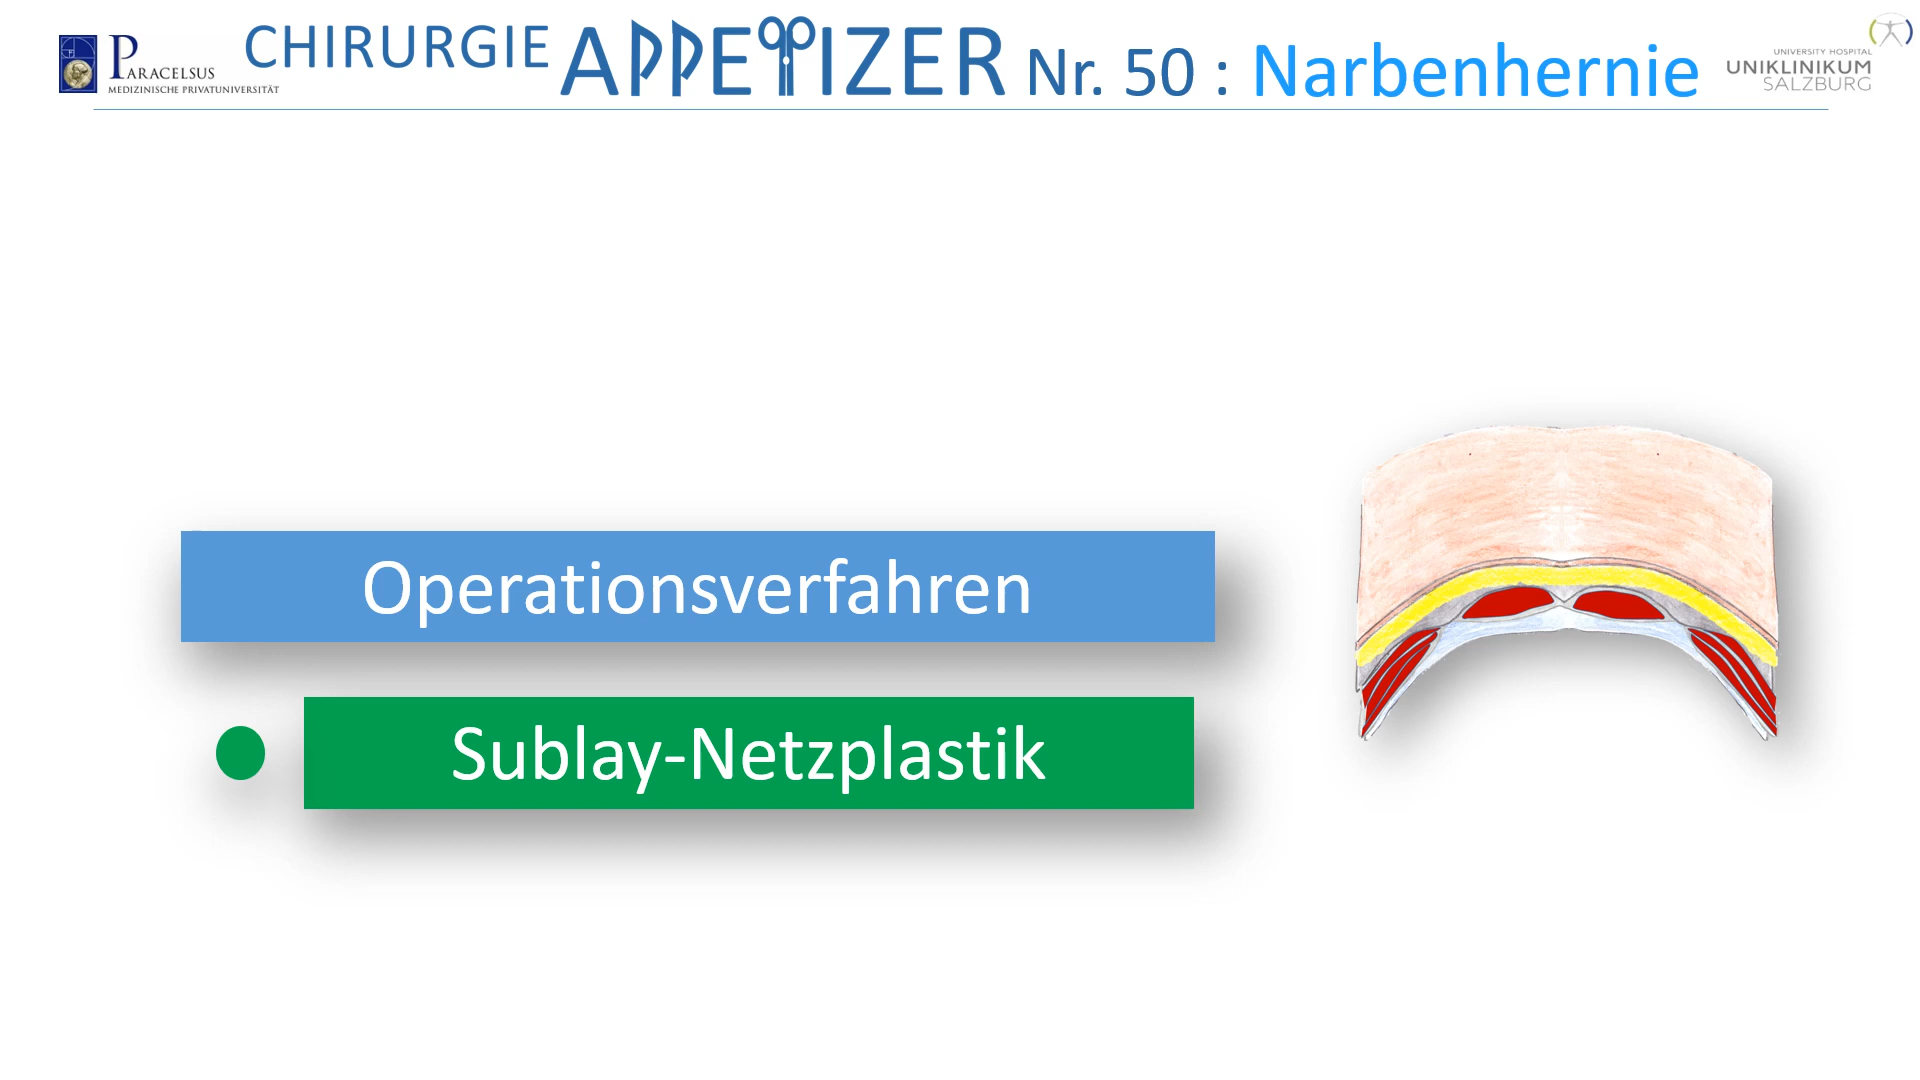 PARACELSUS
MEDIZINISCHE PRIVATUNIVERSITÄT
CHIRURGIE APPETIZER Nr. 50 : Narbenhernie
UNIVERSITY HOSPITAL
UNIKLINIKUM
SALZBURG
Operationsverfahren
Sublay-Netzplastik